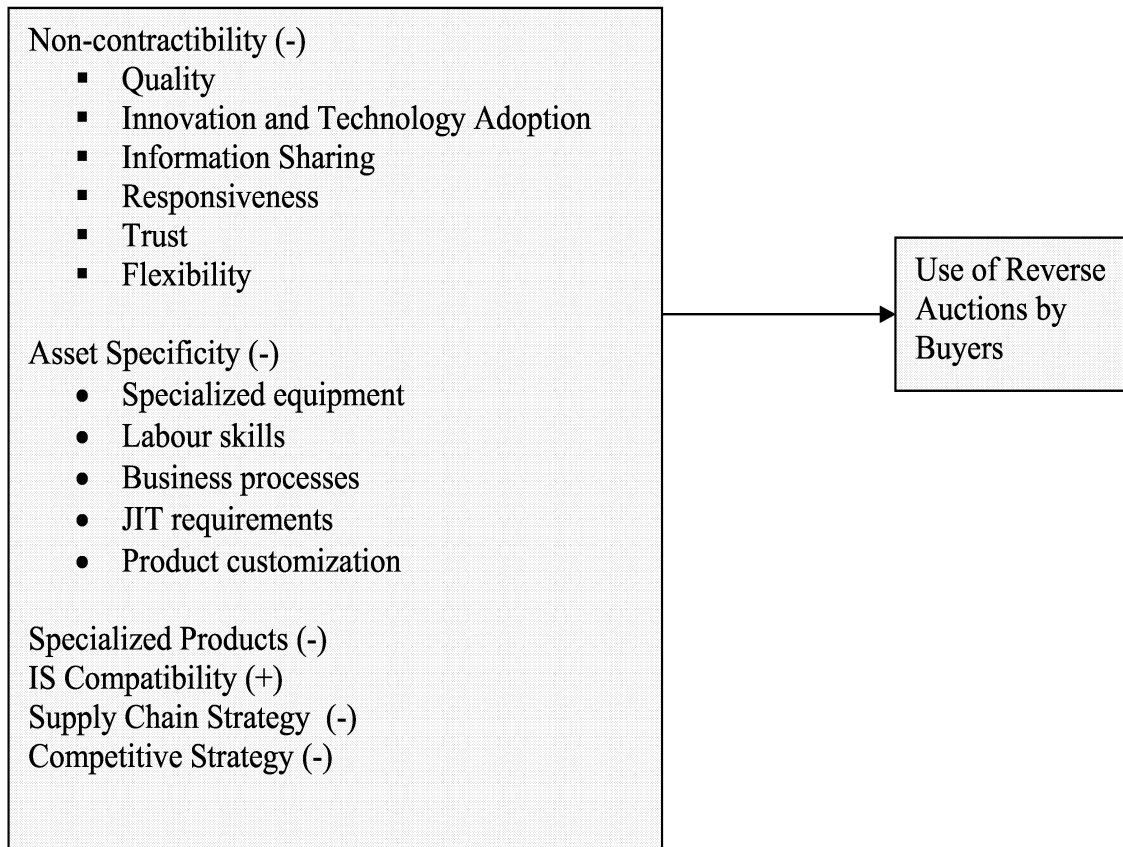 Non-contractibility (-)
▪ Quality
▪ Innovation and Technology Adoption
▪ Information Sharing
▪ Responsiveness
▪ Trust
▪ Flexibility
Asset Specificity (-)
• Specialized equipment
• Labour skills
• Business processes
• JIT requirements
• Product customization
Specialized Products (-)
IS Compatibility (+)
Supply Chain Strategy (-)
Competitive Strategy (-)
Use of Reverse
Auctions by
Buyers